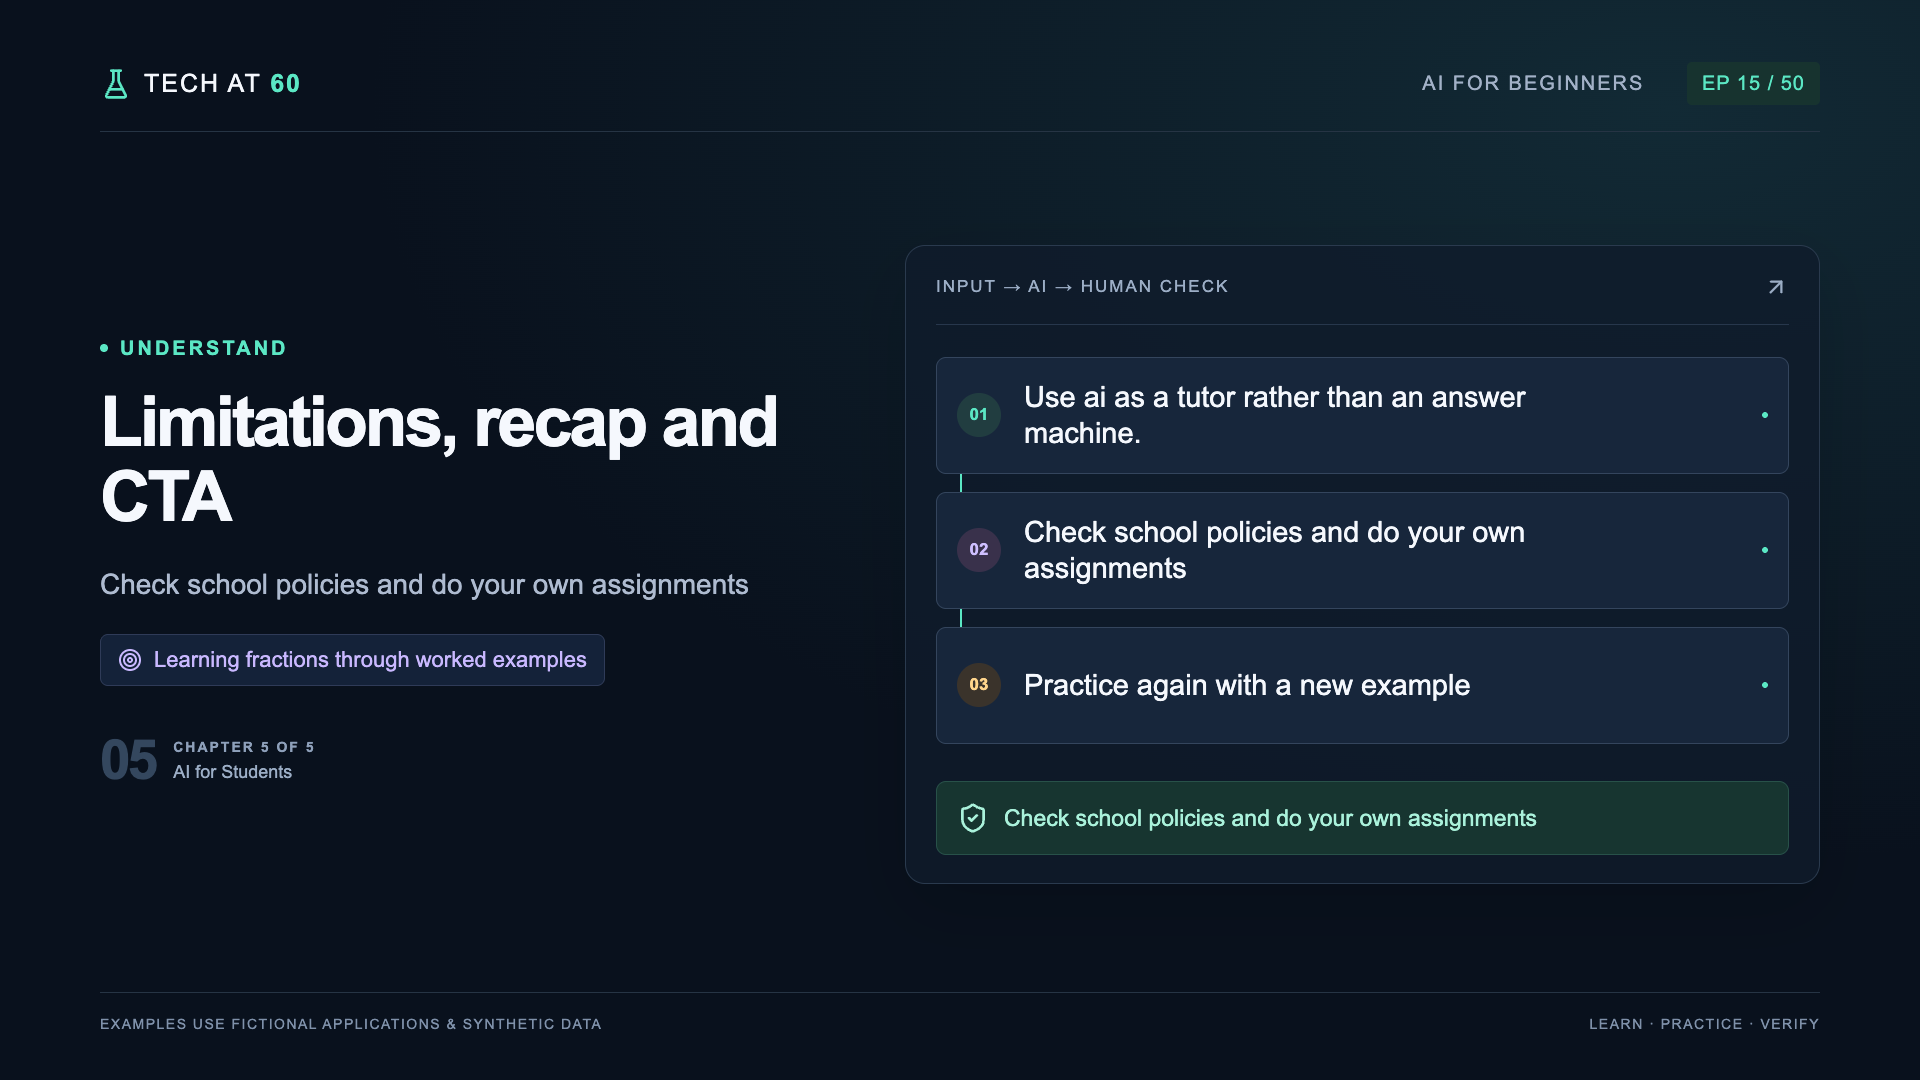 TECH AT 60
AI FOR BEGINNERS
EP 15 / 50
UNDERSTAND
Limitations, recap and
CTA
Check school policies and do your own assignments
Learning fractions through worked examples
05
CHAPTER 5 OF 5
AI for Students
INPUT → AI → HUMAN CHECK
01
Use ai as a tutor rather than an answer
machine.
02
Check school policies and do your own
assignments
03
Practice again with a new example
Check school policies and do your own assignments
EXAMPLES USE FICTIONAL APPLICATIONS & SYNTHETIC DATA
LEARN · PRACTICE · VERIFY